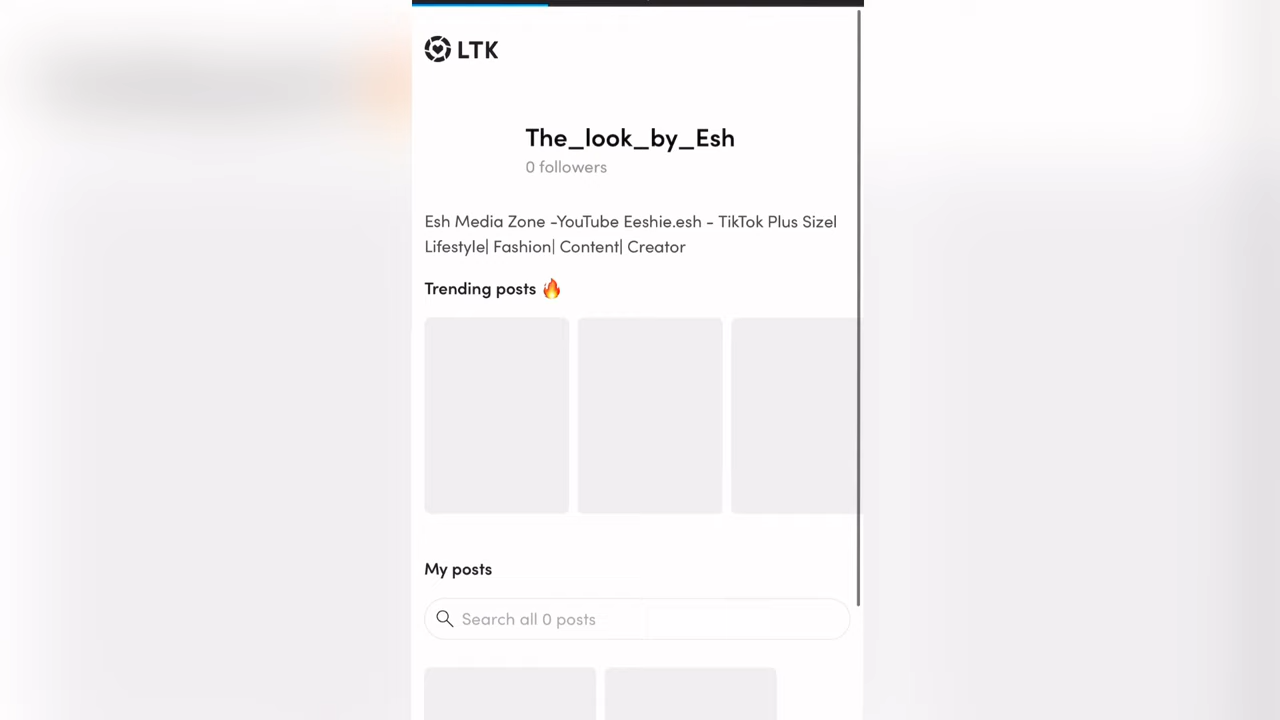 LTK
The_look_by_Esh
0 followers
Esh Media Zone -YouTube Eeshie.esh - TikTok Plus Sizel
Lifestyle| Fashion| Content| Creator
Trending posts 🔥
My posts
Search all 0 posts